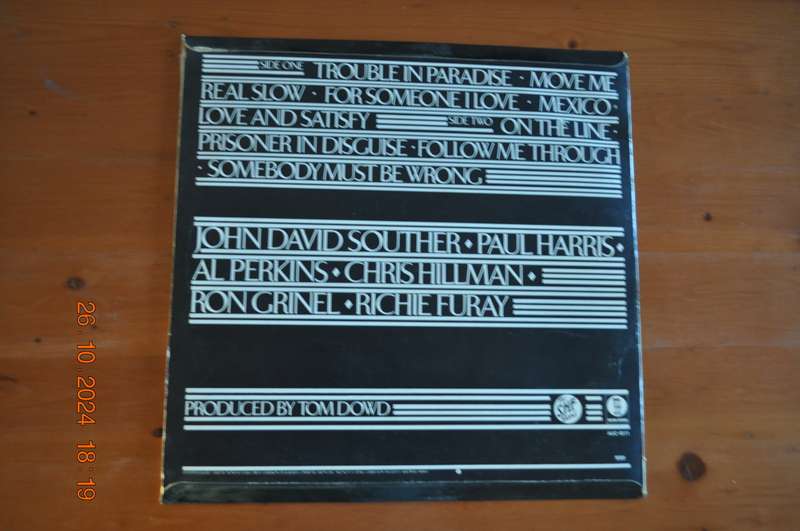 SIDE ONE TROUBLE IN PARADISE · MOVE ME
REAL SLOW · FOR SOMEONE I LOVE · MEXICO ·
LOVE AND SATISFY SIDE TWO ON THE LINE ·
PRISONER IN DISGUISE · FOLLOW ME THROUGH
· SOMEBODY MUST BE WRONG
JOHN DAVID SOUTHER ♦ PAUL HARRIS ♦
AL PERKINS ♦ CHRIS HILLMAN ♦
RON GRINEL ♦ RICHIE FURAY
PRODUCED BY TOM DOWD
26.10.2024 18:19